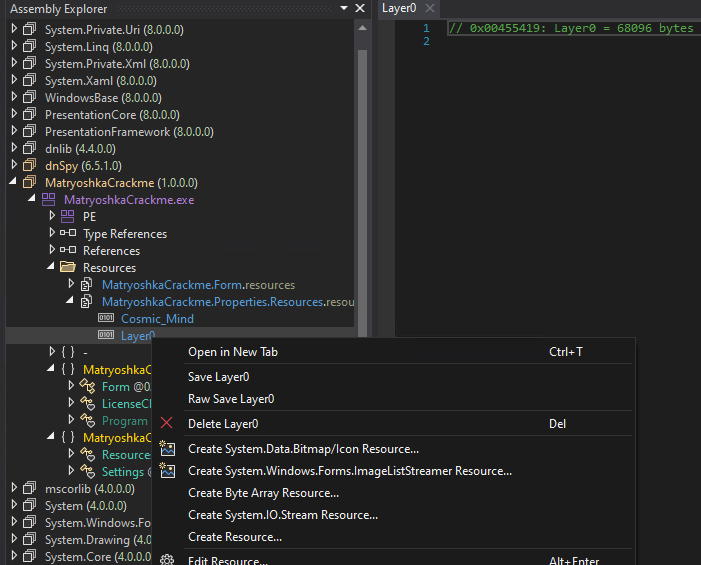 Assembly Explorer
System.Private.Uri (8.0.0.0)
System.Linq (8.0.0.0)
System.Private.Xml (8.0.0.0)
System.Xaml (8.0.0.0)
WindowsBase (8.0.0.0)
PresentationCore (8.0.0.0)
PresentationFramework (8.0.0.0)
dnlib (4.4.0.0)
dnSpy (6.5.1.0)
MatryoshkaCrackme (1.0.0.0)
MatryoshkaCrackme.exe
PE
Type References
References
Resources
MatryoshkaCrackme.Form.resources
MatryoshkaCrackme.Properties.Resources.resou
Cosmic_Mind
Layer0
{ } -
{ } MatryoshkaC
Form @0
LicenseCl
Program
{ } MatryoshkaC
Resources
Settings
mscorlib (4.0.0.0)
System (4.0.0.0)
System.Windows.Fo
System.Drawing (4.0.0.0)
System.Core (4.0.0.0)
Layer0
1 // 0x00455419: Layer0 = 68096 bytes
2
Open in New Tab Ctrl+T
Save Layer0
Raw Save Layer0
Delete Layer0 Del
Create System.Data.Bitmap/Icon Resource...
Create System.Windows.Forms.ImageListStreamer Resource...
Create Byte Array Resource...
Create System.IO.Stream Resource...
Create Resource...
Edit Resource... Alt+Enter